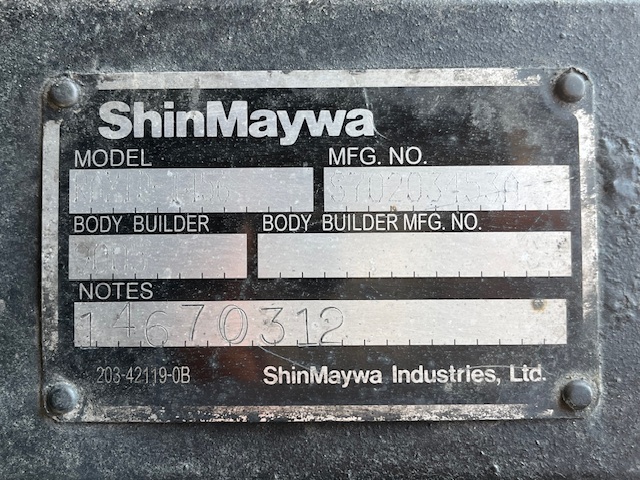 ShinMaywa
MODEL MFG. NO.
BODY BUILDER BODY BUILDER MFG. NO.
NOTES
14670312
203-42119-0B ShinMaywa Industries, Ltd.